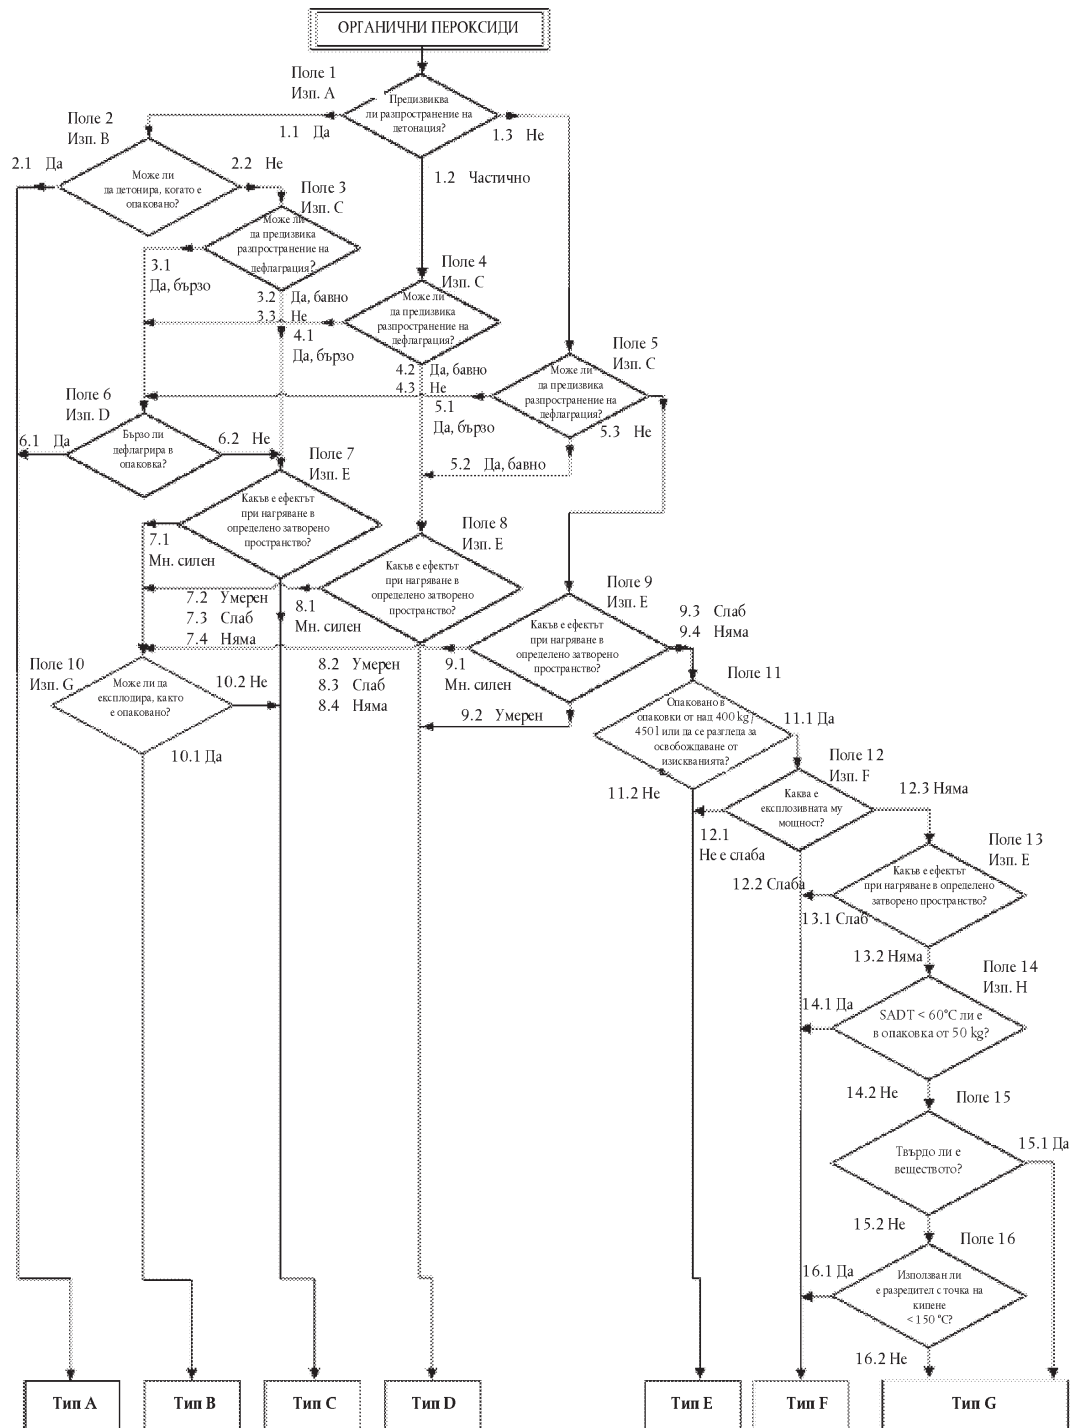 ОРГАНИЧНИ ПЕРОКСИДИ
Поле 1
Изп. A
Предизвиква
ли разпространение на
детонация?
1.1 Да
1.3 Не
1.2 Частично
Поле 2
Изп. B
2.1 Да
2.2 Не
Може ли
да детонира, когато е
опаковано?
Поле 3
Изп. C
Може ли
да предизвика
разпространение на
дефлаграция?
3.1
Да, бързо
3.2 Да, бавно
3.3 Не
Поле 4
Изп. C
Може ли
да предизвика
разпространение на
дефлаграция?
4.1
Да, бързо
4.2 Да, бавно
4.3 Не
Поле 5
Изп. C
Може ли
да предизвика
разпространение на
дефлаграция?
5.1
Да, бързо
5.3 Не
5.2 Да, бавно
Поле 6
Изп. D
6.1 Да
6.2 Не
Бързо ли
дефлагрира в
опаковка?
Поле 7
Изп. E
Какъв е ефектът
при нагряване в
определено затворено
пространство?
7.1
Мн. силен
7.2 Умерен
7.3 Слаб
7.4 Няма
Поле 8
Изп. E
Какъв е ефектът
при нагряване в
определено затворено
пространство?
8.1
Мн. силен
8.2 Умерен
8.3 Слаб
8.4 Няма
Поле 9
Изп. E
Какъв е ефектът
при нагряване в
определено затворено
пространство?
9.1
Мн. силен
9.2 Умерен
9.3 Слаб
9.4 Няма
Поле 10
Изп. G
Може ли да
експлодира, както
е опаковано?
10.2 Не
10.1 Да
Поле 11
Опаковано в
опаковки от над 400 kg/
450 l или да се разгледа за
освобождаване от
изискванията?
11.1 Да
11.2 Не
Поле 12
Изп. F
Каква е
експлозивната му
мощност?
12.3 Няма
12.1
Не е слаба
12.2 Слаба
Поле 13
Изп. E
Какъв е ефектът
при нагряване в определено
затворено пространство?
13.1 Слаб
13.2 Няма
Поле 14
Изп. H
14.1 Да
SADT < 60°C ли е
в опаковка от 50 kg?
14.2 Не
Поле 15
Твърдо ли е
веществото?
15.1 Да
15.2 Не
Поле 16
16.1 Да
Използван ли
е разредител с точка на
кипене
< 150 °C?
16.2 Не
Тип A
Тип B
Тип C
Тип D
Тип E
Тип F
Тип G